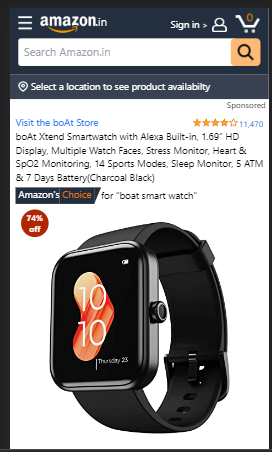 amazon.in
Sign in >
0
Search Amazon.in
Select a location to see product availabilty
Sponsored
Visit the boAt Store
11,470
boAt Xtend Smartwatch with Alexa Built-in, 1.69" HD
Display, Multiple Watch Faces, Stress Monitor, Heart &
SpO2 Monitoring, 14 Sports Modes, Sleep Monitor, 5 ATM
& 7 Days Battery(Charcoal Black)
Amazon's Choice for "boat smart watch"
74%
off
10
10
Thursday 23